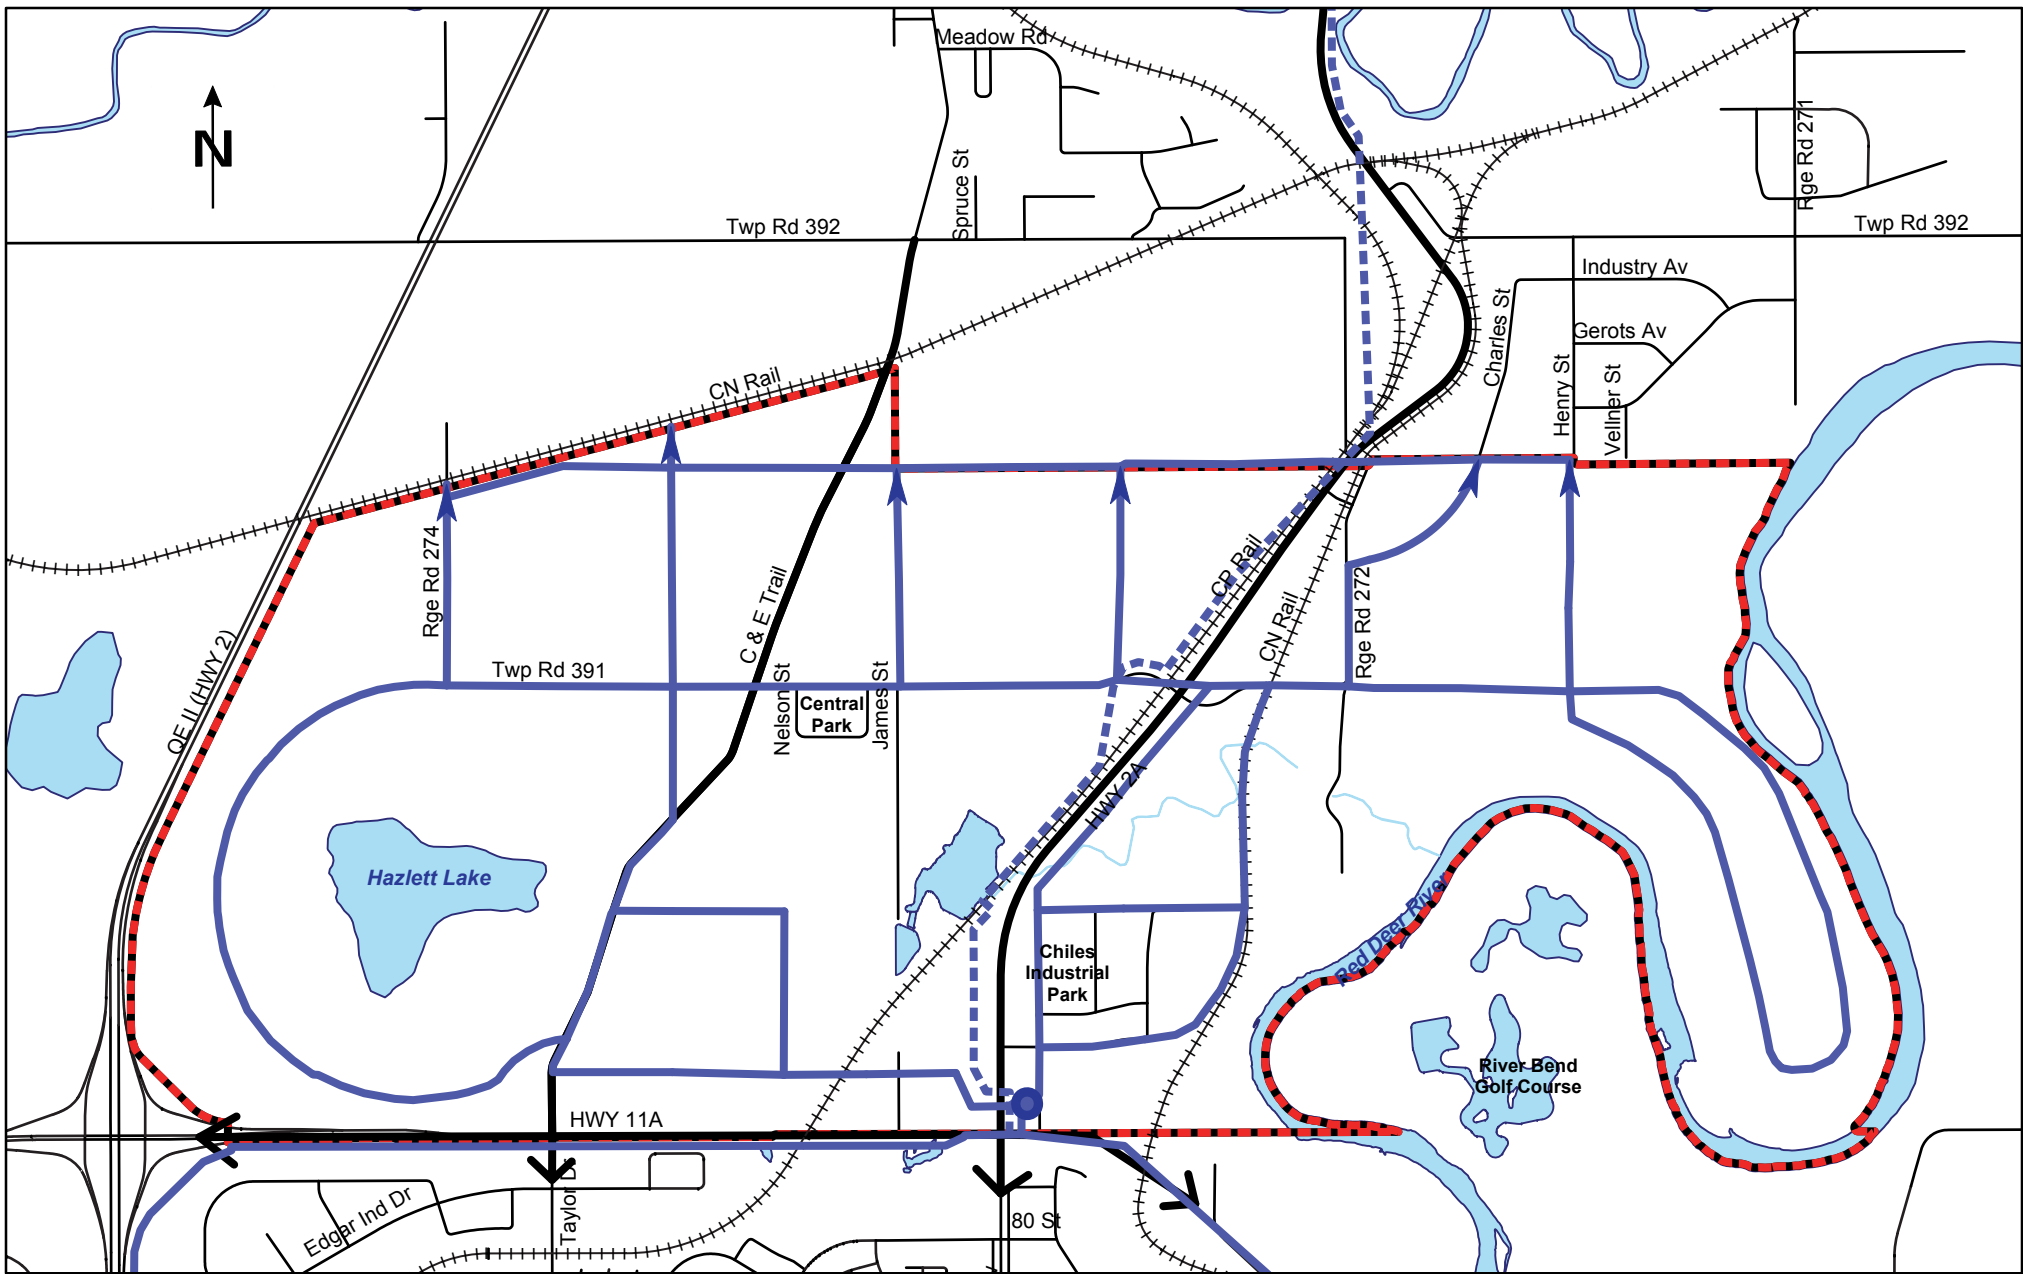 Meadow Rd
N
Spruce St
Rge Rd 271
Twp Rd 392
Twp Rd 392
Industry Av
Charles St
Gerots Av
CN Rail
Henry St
Vellner St
Rge Rd 274
C & E Trail
CP Rail
CN Rail
Rge Rd 272
QE II (HWY 2)
Twp Rd 391
Nelson St
Central
Park
James St
HWY 2A
Hazlett Lake
Red Deer River
Chiles
Industrial
Park
River Bend
Golf Course
HWY 11A
Taylor Dr
Edgar Ind Dr
80 St